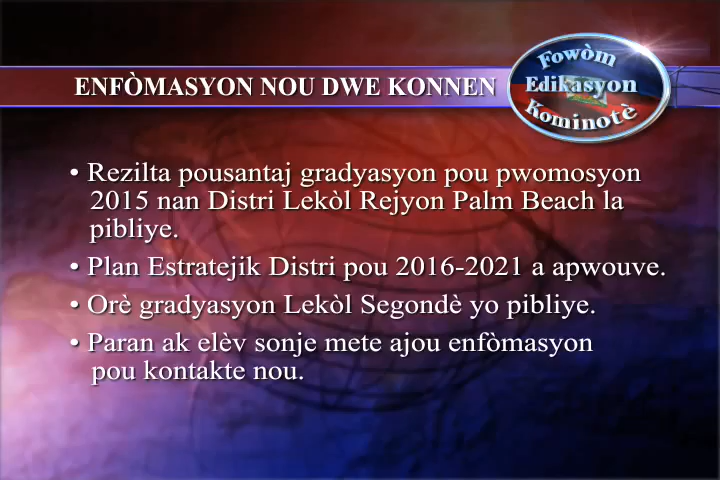 Fowòm
Edikasyon
Kominotè
ENFÒMASYON NOU DWE KONNEN
• Rezilta pousantaj gradyasyon pou pwomosyon
2015 nan Distri Lekòl Rejyon Palm Beach la
pibliye.
• Plan Estratejik Distri pou 2016-2021 a apwouve.
• Orè gradyasyon Lekòl Segondè yo pibliye.
• Paran ak elèv sonje mete ajou enfòmasyon
pou kontakte nou.